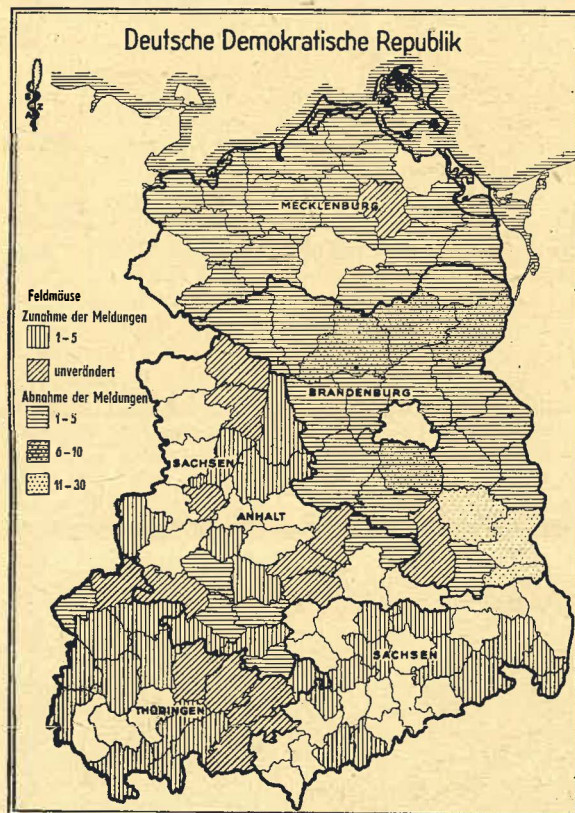 Deutsche Demokratische Republik
MECKLENBURG
Feldmäuse
Zunahme der Meldungen
1-5
unverändert
Abnahme der Meldungen
1-5
6-10
11-30
BRANDENBURG
SACHSEN
ANHALT
SACHSEN
THÜRINGEN